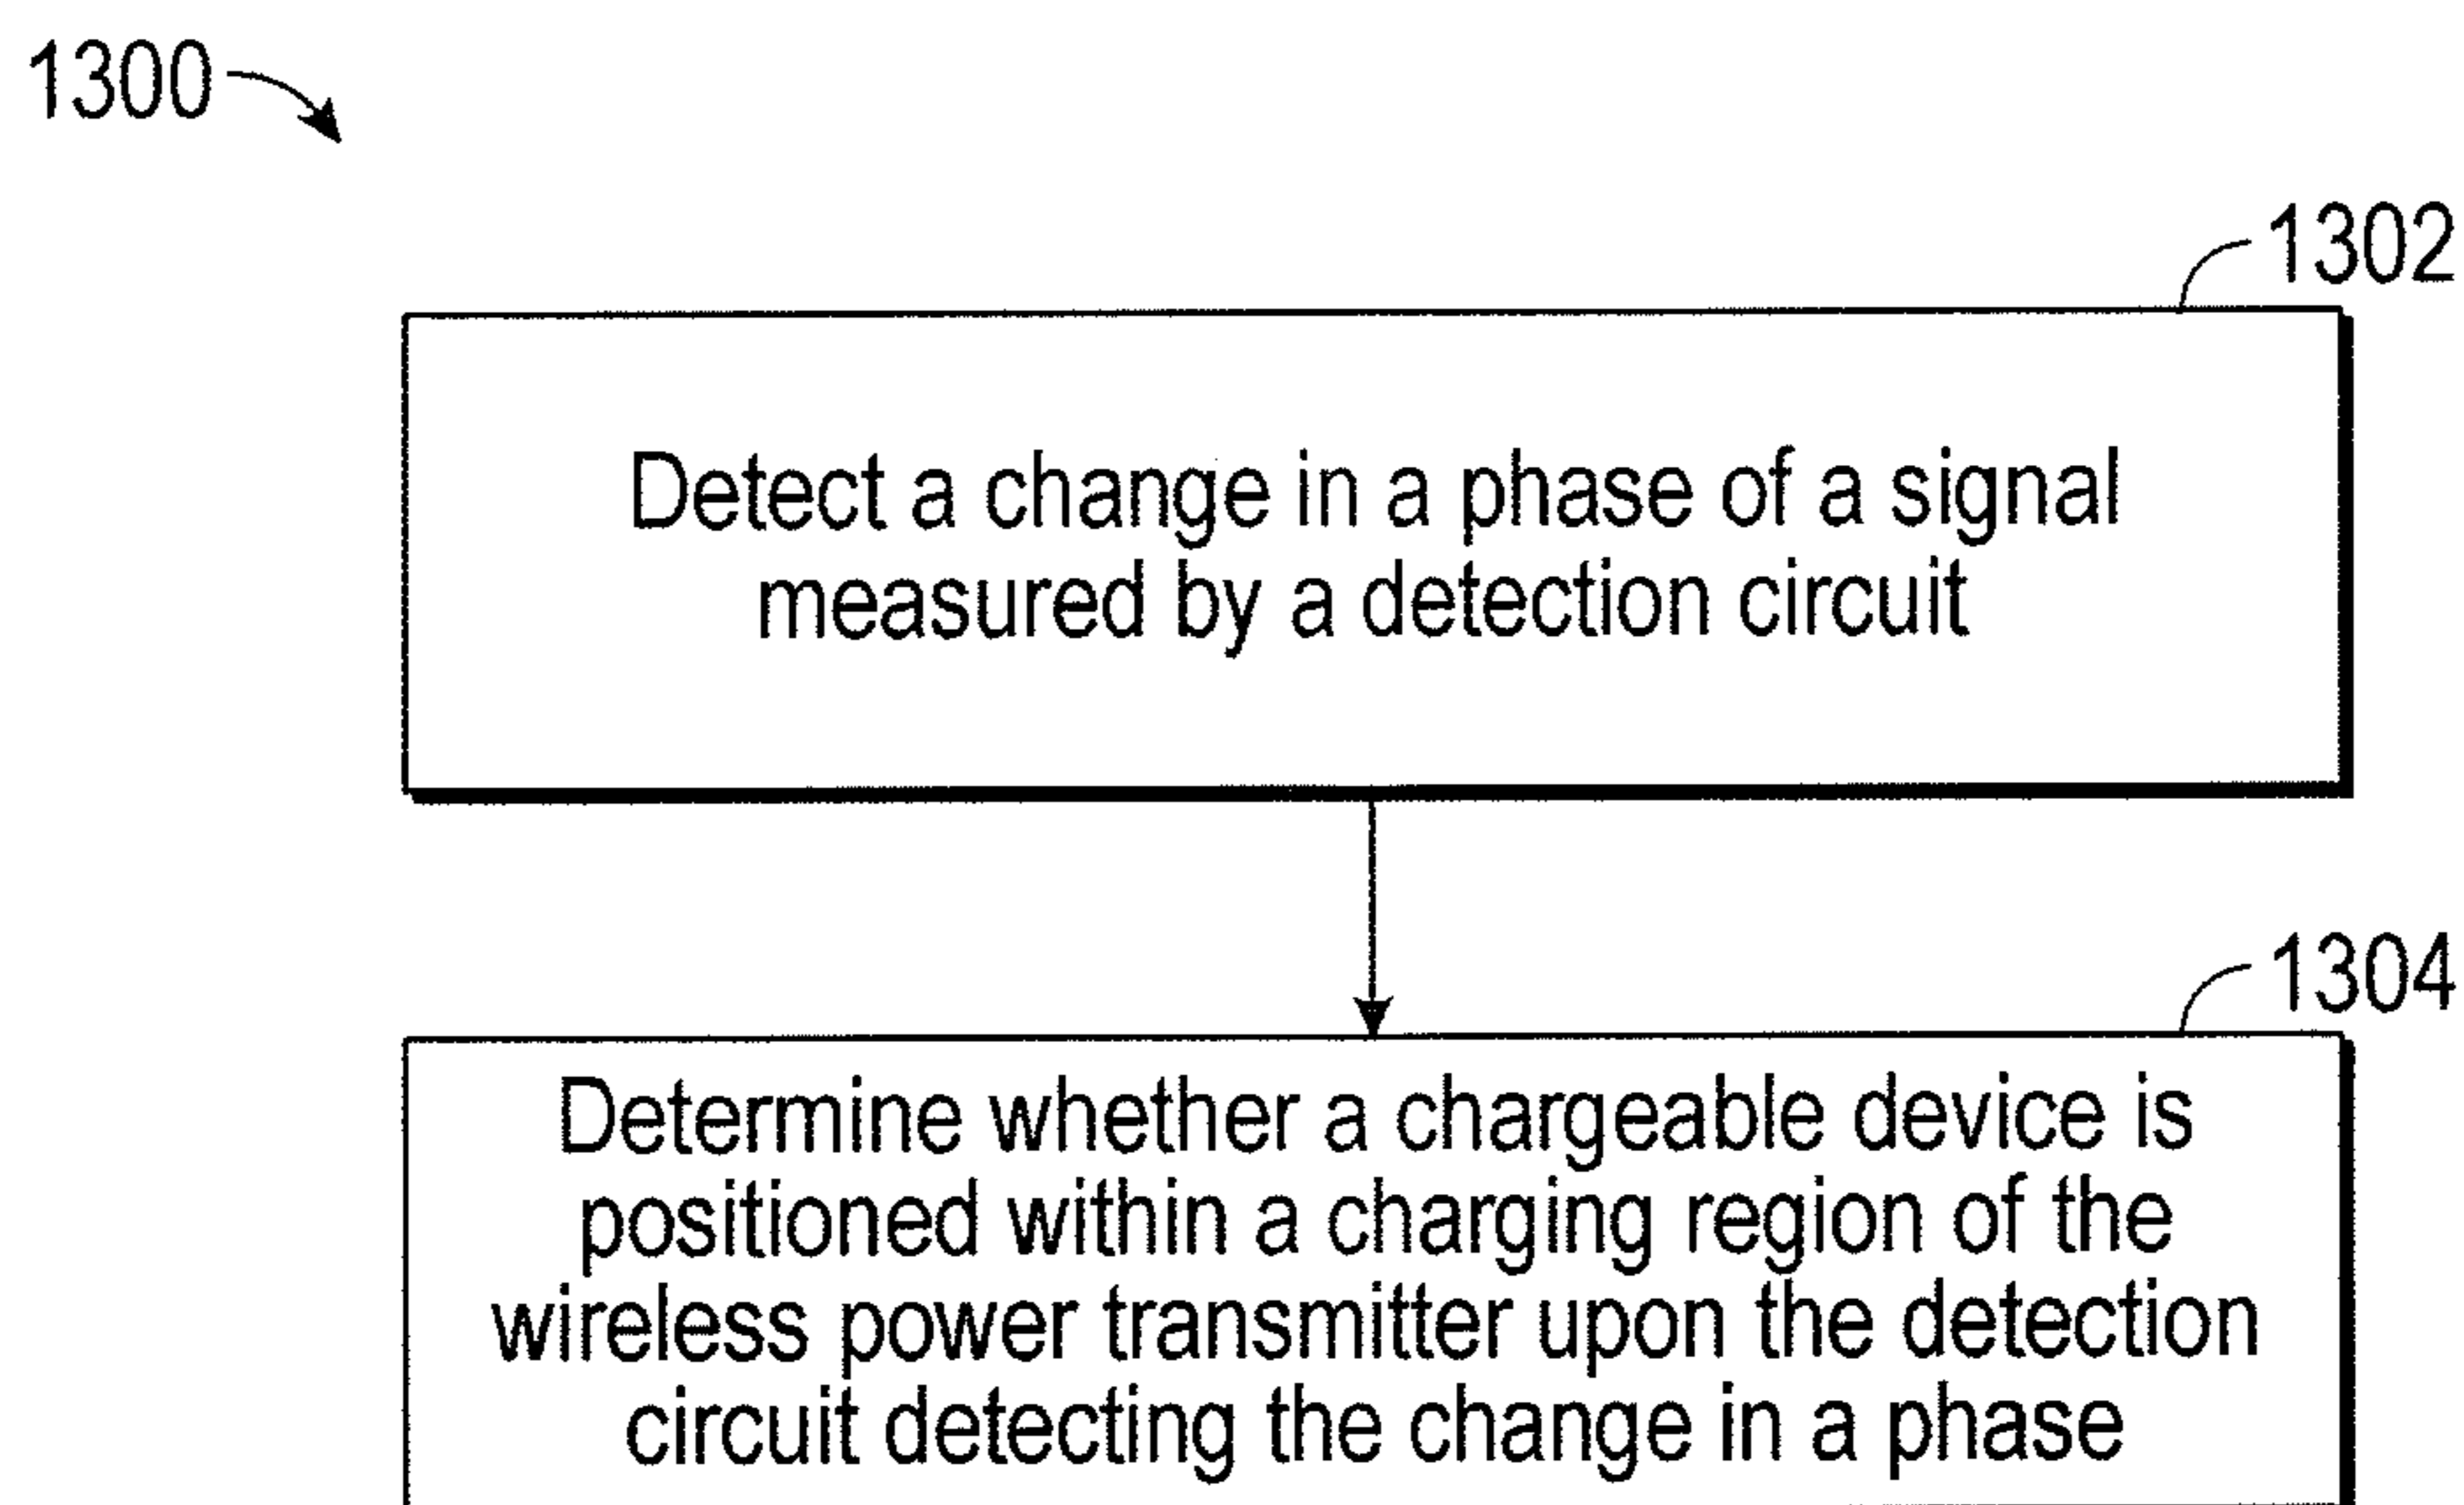 1300
1302
Detect a change in a phase of a signal
measured by a detection circuit
1304
Determine whether a chargeable device is
positioned within a charging region of the
wireless power transmitter upon the detection
circuit detecting the change in a phase